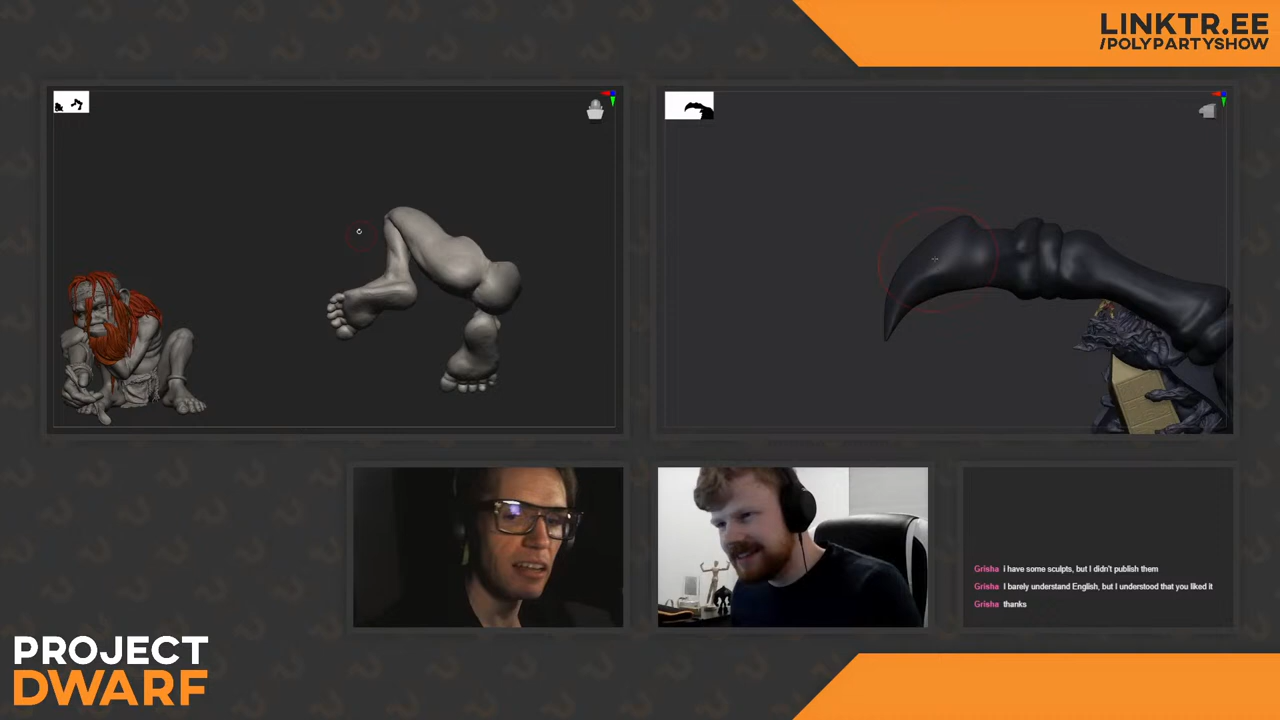 LINKTR.EE
/POLYPARTYSHOW
Grisha i have some sculpts, but I didn't publish them
Grisha I barely understand English, but I understood that you liked it
Grisha thanks
PROJECT
DWARF